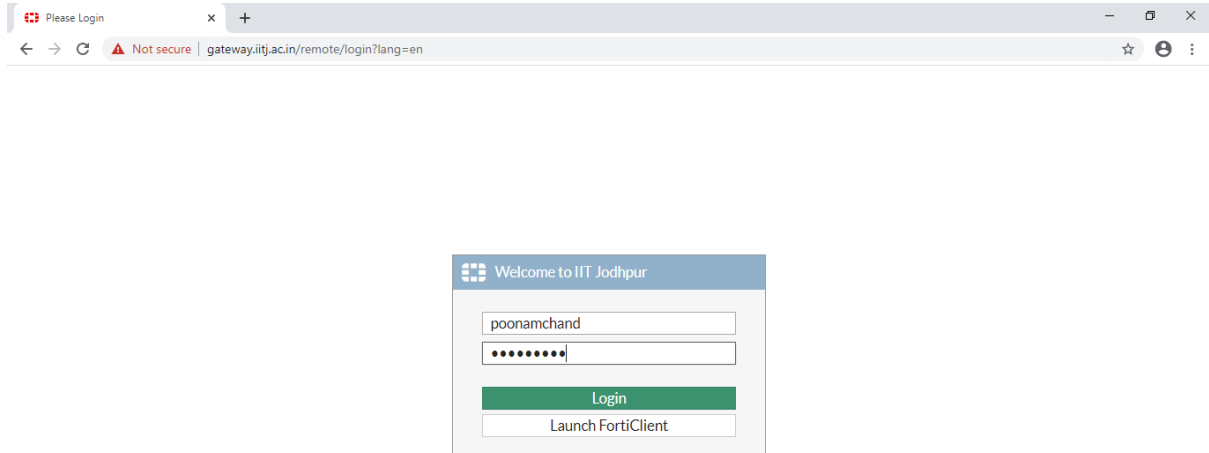 Please Login
Not secure | gateway.iitj.ac.in/remote/login?lang=en
Welcome to IIT Jodhpur
poonamchand
•••••••••
Login
Launch FortiClient